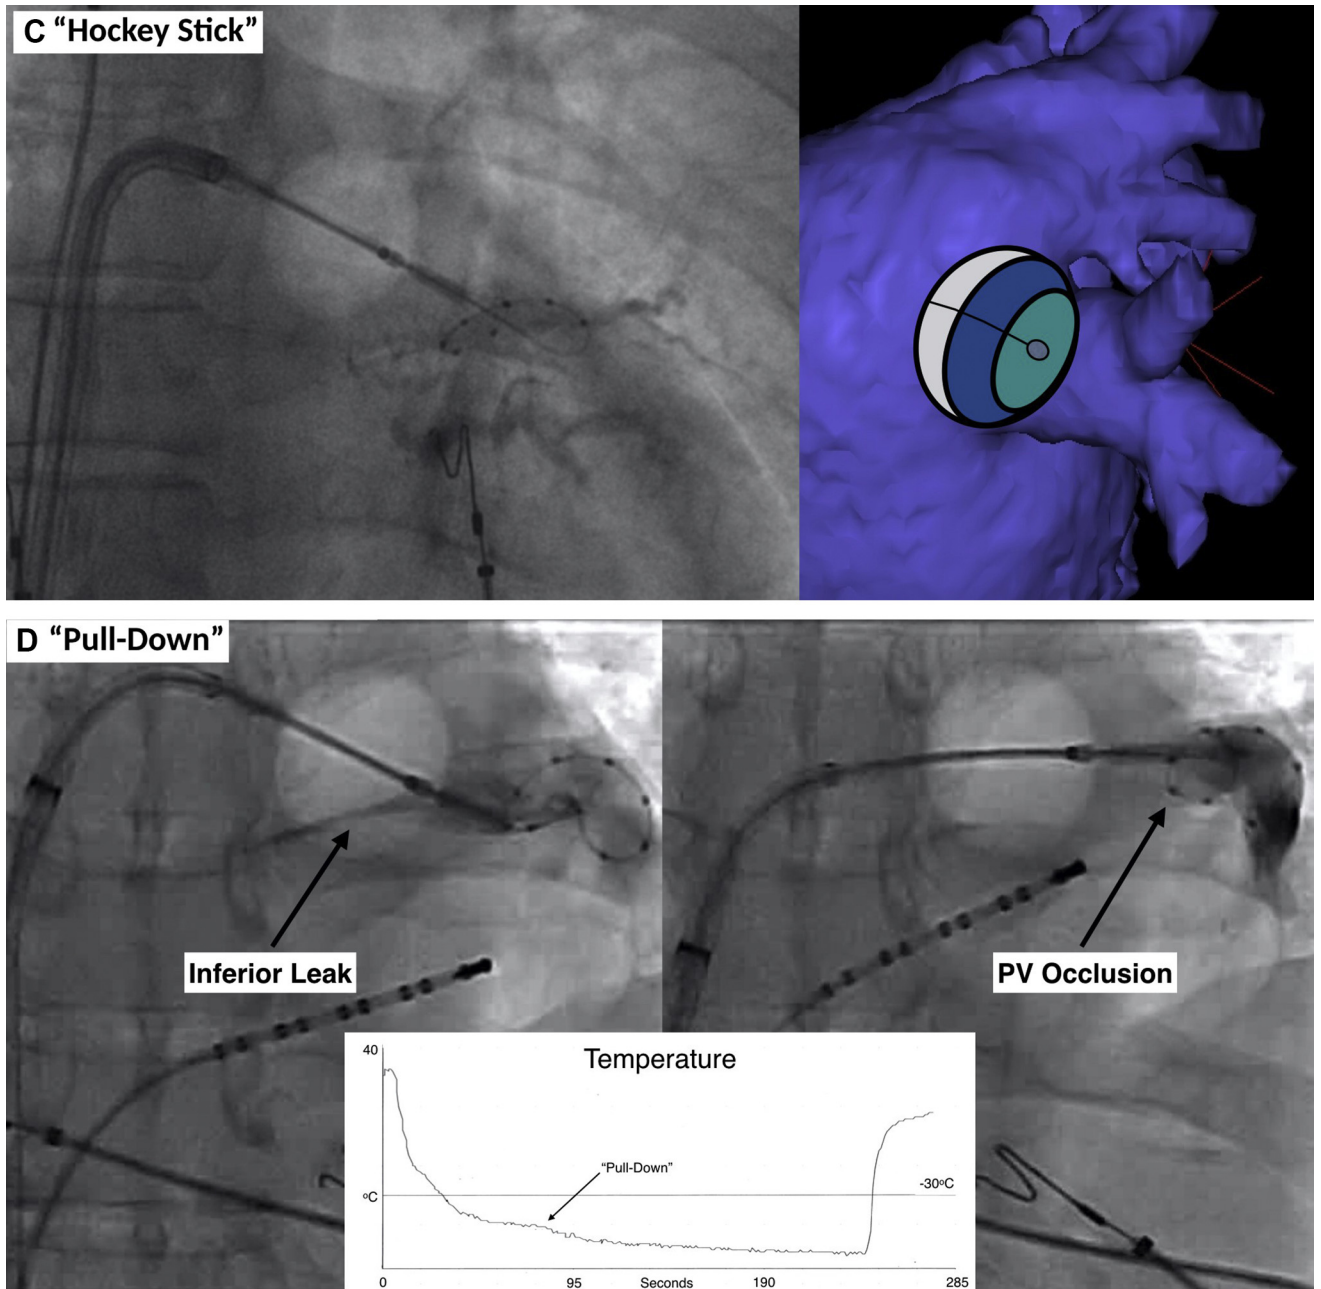 C “Hockey Stick”
D “Pull-Down”
Inferior Leak
PV Occlusion
Temperature
40
“Pull-Down”
-30ºC
ºC
0
95
Seconds
190
285